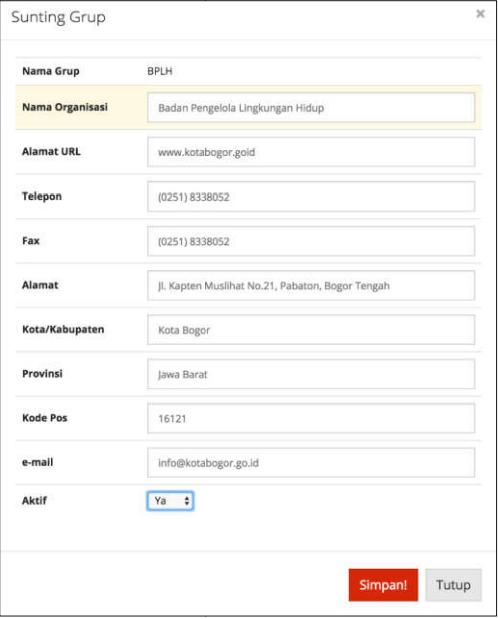 Sunting Grup ×
Nama Grup BPLH
Nama Organisasi Badan Pengelola Lingkungan Hidup
Alamat URL www.kotabogor.goid
Telepon (0251) 8338052
Fax (0251) 8338052
Alamat Jl. Kapten Muslihat No.21, Pabaton, Bogor Tengah
Kota/Kabupaten Kota Bogor
Provinsi Jawa Barat
Kode Pos 16121
e-mail info@kotabogor.go.id
Aktif Ya
Simpan! Tutup